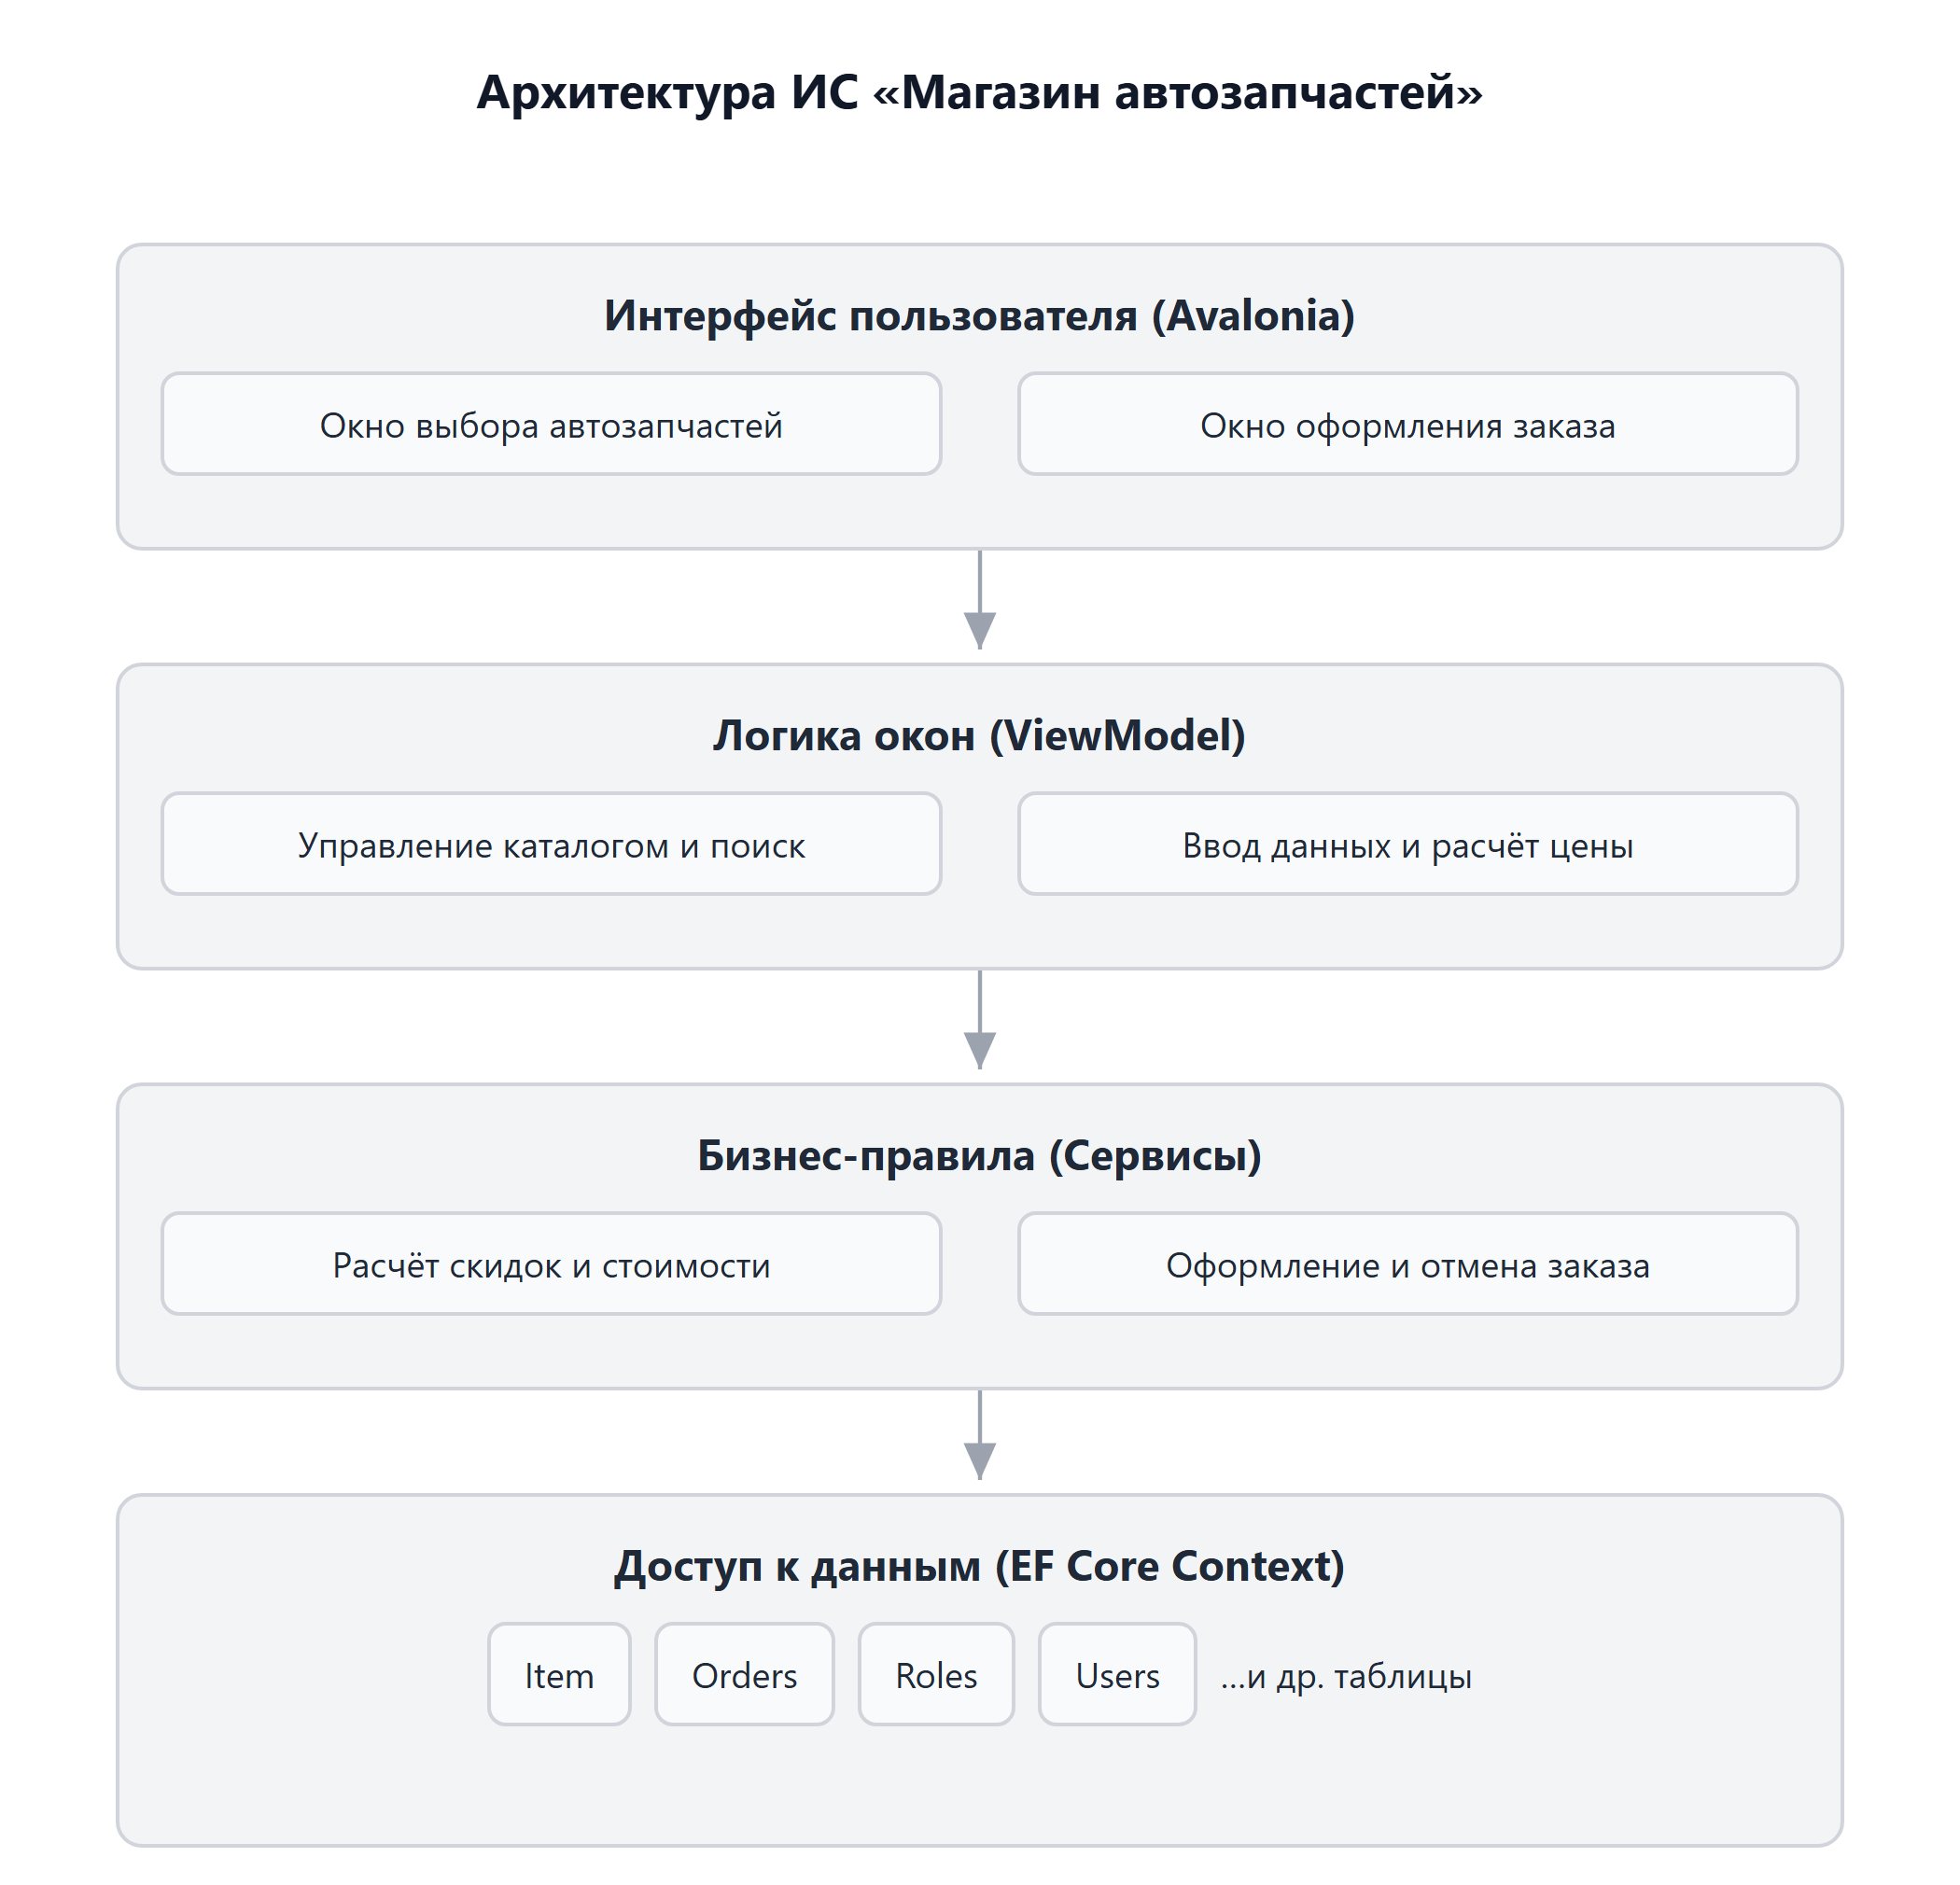 Архитектура ИС «Магазин автозапчастей»
Интерфейс пользователя (Avalonia)
Окно выбора автозапчастей
Окно оформления заказа
Логика окон (ViewModel)
Управление каталогом и поиск
Ввод данных и расчёт цены
Бизнес-правила (Сервисы)
Расчёт скидок и стоимости
Оформление и отмена заказа
Доступ к данным (EF Core Context)
Item
Orders
Roles
Users
...и др. таблицы